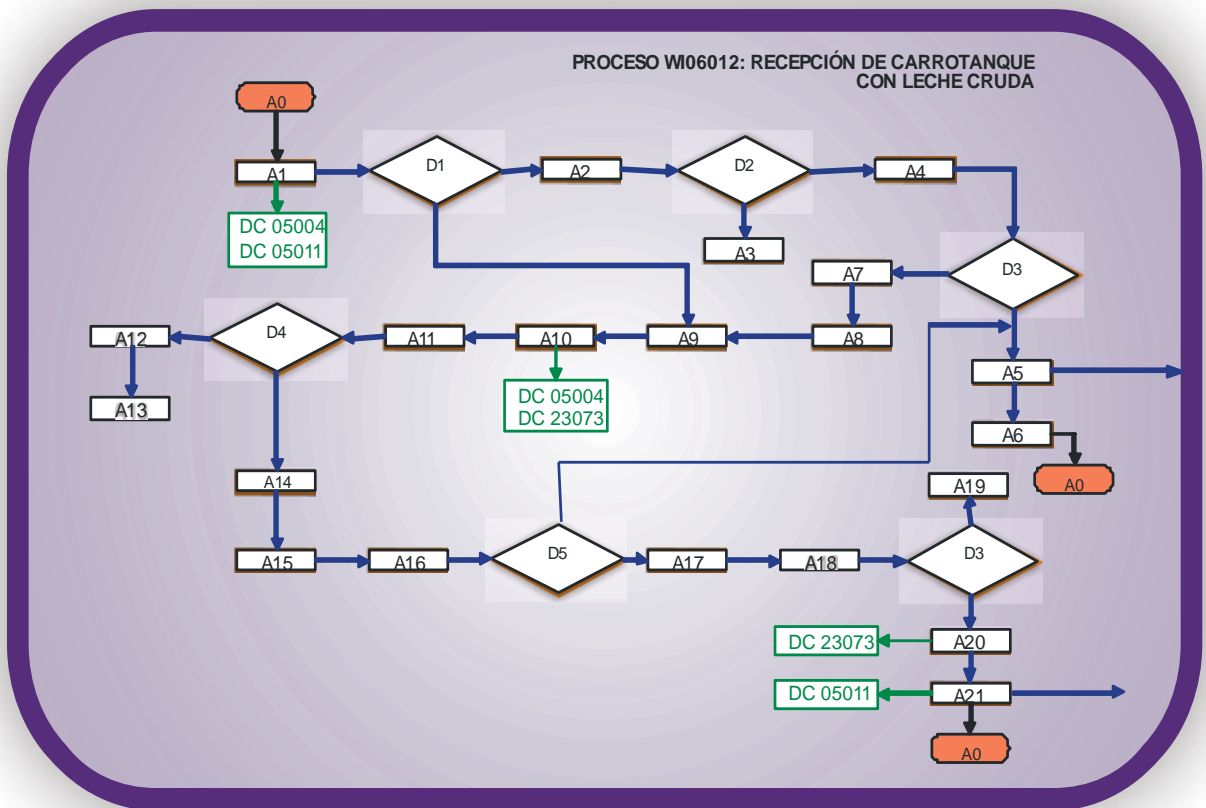 PROCESO WI06012: RECEPCIÓN DE CARROTANQUE
CON LECHE CRUDA
A0
A1
D1
A2
D2
A4
DC 05004
DC 05011
A3
A7
D3
D4
A12
A11
A10
A9
A8
A5
A13
DC 05004
DC 23073
A6
A0
A14
A19
A15
A16
D5
A17
A18
D3
DC 23073
A20
DC 05011
A21
A0